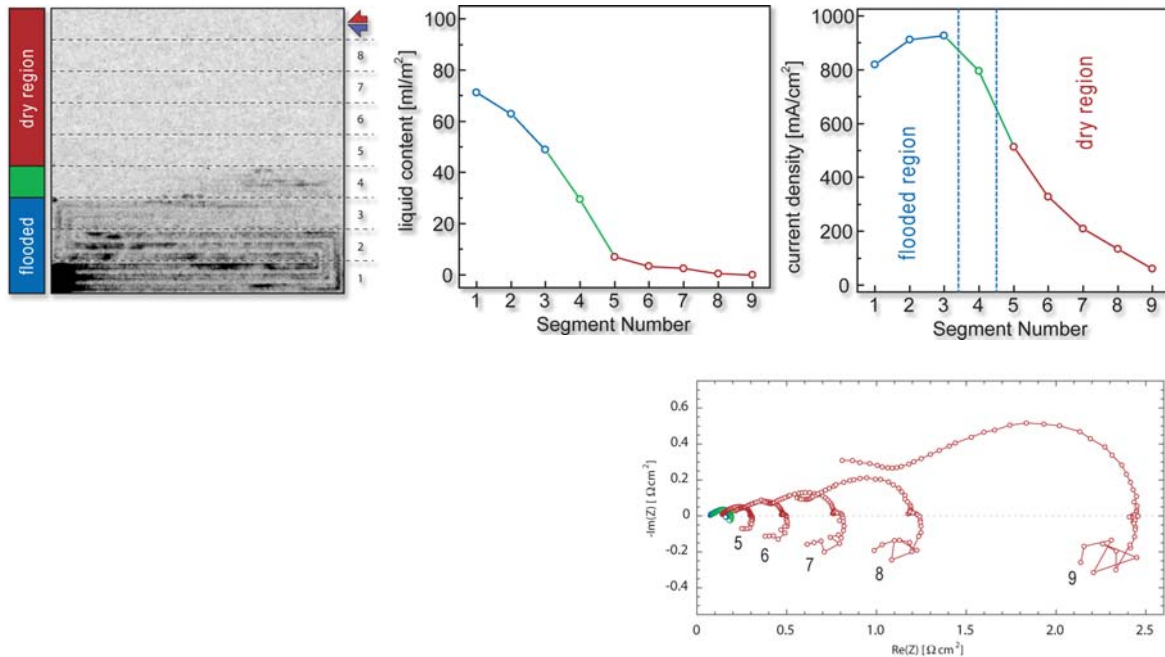 dry region
flooded
8
7
6
5
4
3
2
1
liquid content [ml/m²]
100
80
60
40
20
0
1 2 3 4 5 6 7 8 9
Segment Number
current density [mA/cm²]
1000
800
600
400
200
0
flooded region
dry region
1 2 3 4 5 6 7 8 9
Segment Number
-Im(Z) [ Ωcm²]
0.6
0.4
0.2
0
-0.2
-0.4
5
6
7
8
9
0 0.5 1.0 1.5 2.0 2.5
Re(Z) [ Ωcm²]